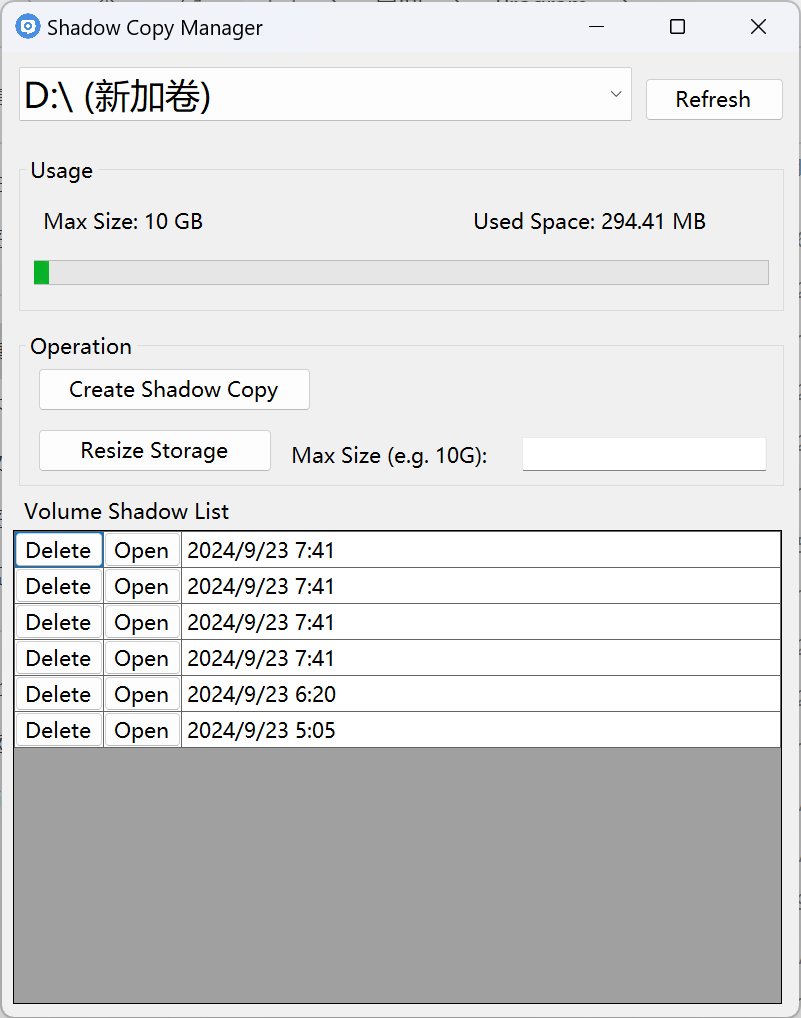 Shadow Copy Manager
D:\ (新加卷)
Refresh
Usage
Max Size: 10 GB
Used Space: 294.41 MB
Operation
Create Shadow Copy
Resize Storage
Max Size (e.g. 10G):
Volume Shadow List
Delete Open 2024/9/23 7:41
Delete Open 2024/9/23 7:41
Delete Open 2024/9/23 7:41
Delete Open 2024/9/23 7:41
Delete Open 2024/9/23 6:20
Delete Open 2024/9/23 5:05